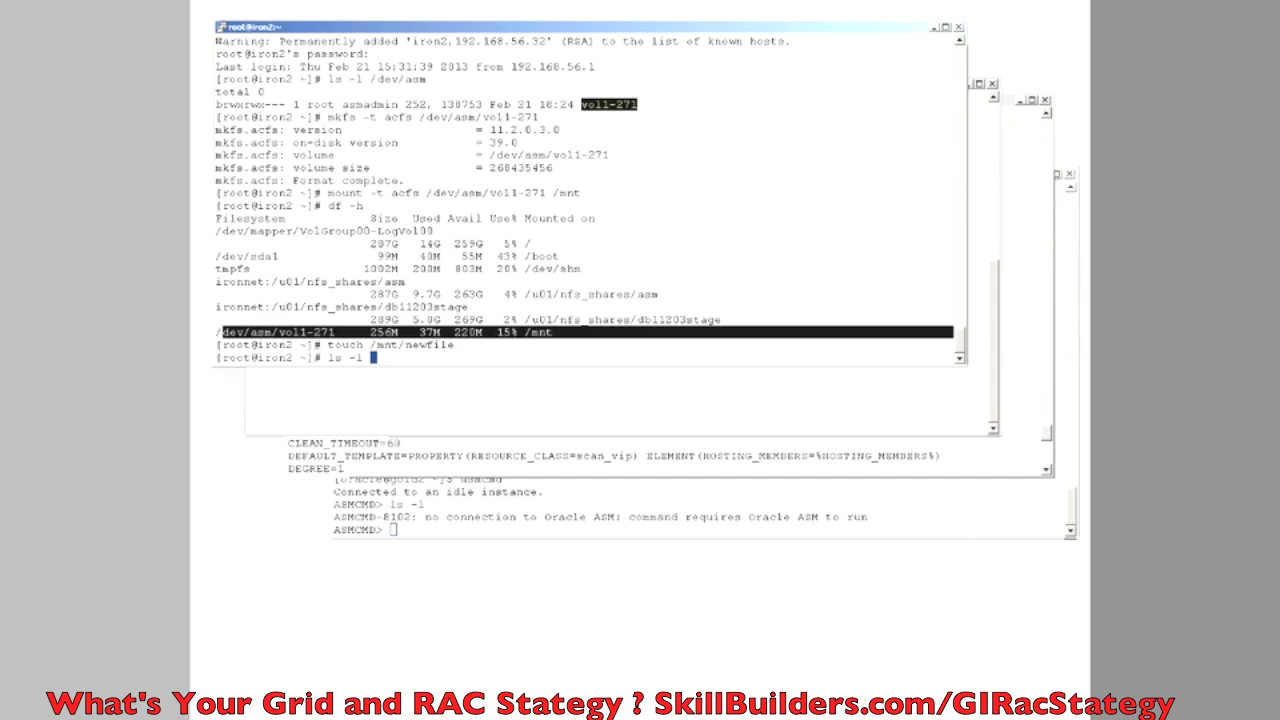 root@iron2:~
Warning: Permanently added 'iron2,192.168.56.32' (RSA) to the list of known hosts.
root@iron2's password:
Last login: Thu Feb 21 15:31:39 2013 from 192.168.56.1
[root@iron2 ~]# ls -l /dev/asm
total 0
brwxrwx--- 1 root asmadmin 252, 138753 Feb 21 18:24 vol1-271
[root@iron2 ~]# mkfs -t acfs /dev/asm/vol1-271
mkfs.acfs: version = 11.2.0.3.0
mkfs.acfs: on-disk version = 39.0
mkfs.acfs: volume = /dev/asm/vol1-271
mkfs.acfs: volume size = 268435456
mkfs.acfs: Format complete.
[root@iron2 ~]# mount -t acfs /dev/asm/vol1-271 /mnt
[root@iron2 ~]# df -h
Filesystem Size Used Avail Use% Mounted on
/dev/mapper/VolGroup00-LogVol00
287G 14G 259G 5% /
/dev/sda1 99M 40M 55M 43% /boot
tmpfs 1002M 200M 803M 20% /dev/shm
ironnet:/u01/nfs_shares/asm
287G 9.7G 263G 4% /u01/nfs_shares/asm
ironnet:/u01/nfs_shares/db11203stage
289G 5.0G 269G 2% /u01/nfs_shares/db11203stage
/dev/asm/vol1-271 256M 37M 220M 15% /mnt
[root@iron2 ~]# touch /mnt/newfile
[root@iron2 ~]# ls -l
CLEAN_TIMEOUT=60
DEFAULT_TEMPLATE=PROPERTY(RESOURCE_CLASS=scan_vip) ELEMENT(HOSTING_MEMBERS=%HOSTING_MEMBERS%)
DEGREE=1
[oracle@gold2 ~]$ asmcmd
Connected to an idle instance.
ASMCMD> ls -l
ASMCMD-8102: no connection to Oracle ASM; command requires Oracle ASM to run
ASMCMD>
What's Your Grid and RAC Stategy ? SkillBuilders.com/GIRacStategy